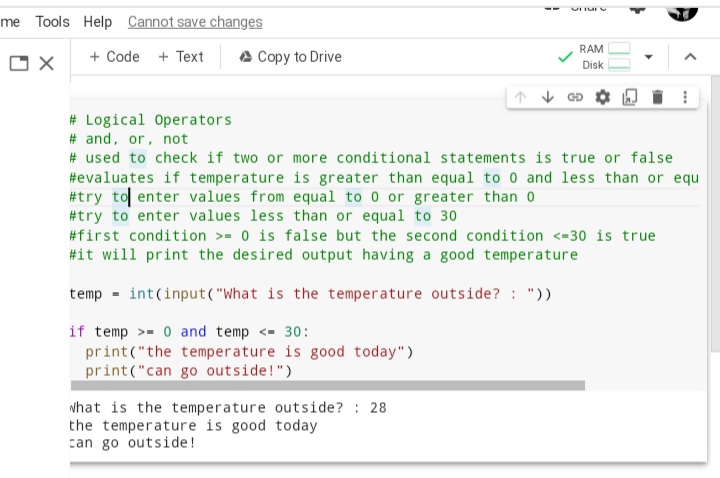 me Tools Help Cannot save changes
+ Code + Text Copy to Drive RAM
Disk
# Logical Operators
# and, or, not
# used to check if two or more conditional statements is true or false
#evaluates if temperature is greater than equal to 0 and less than or equ
#try to enter values from equal to 0 or greater than 0
#try to enter values less than or equal to 30
#first condition >= 0 is false but the second condition <=30 is true
#it will print the desired output having a good temperature
temp = int(input("What is the temperature outside? : "))
if temp >= 0 and temp <= 30:
print("the temperature is good today")
print("can go outside!")
What is the temperature outside? : 28
the temperature is good today
can go outside!